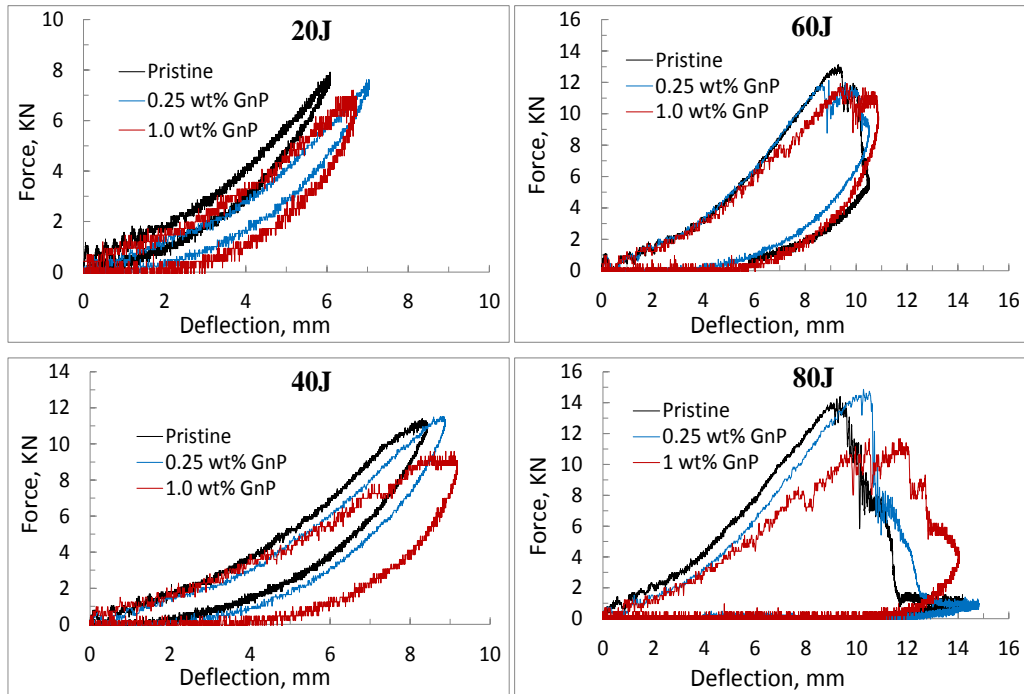 20J
Force, KN
10
8
6
4
2
0
Pristine
0.25 wt% GnP
1.0 wt% GnP
0 2 4 6 8 10
Deflection, mm
60J
Force, KN
16
14
12
10
8
6
4
2
0
Pristine
0.25 wt% GnP
1.0 wt% GnP
0 2 4 6 8 10 12 14 16
Deflection, mm
40J
Force, KN
14
12
10
8
6
4
2
0
Pristine
0.25 wt% GnP
1.0 wt% GnP
0 2 4 6 8 10
Deflection, mm
80J
Force, KN
16
14
12
10
8
6
4
2
0
Pristine
0.25 wt% GnP
1 wt% GnP
0 2 4 6 8 10 12 14 16
Deflection, mm